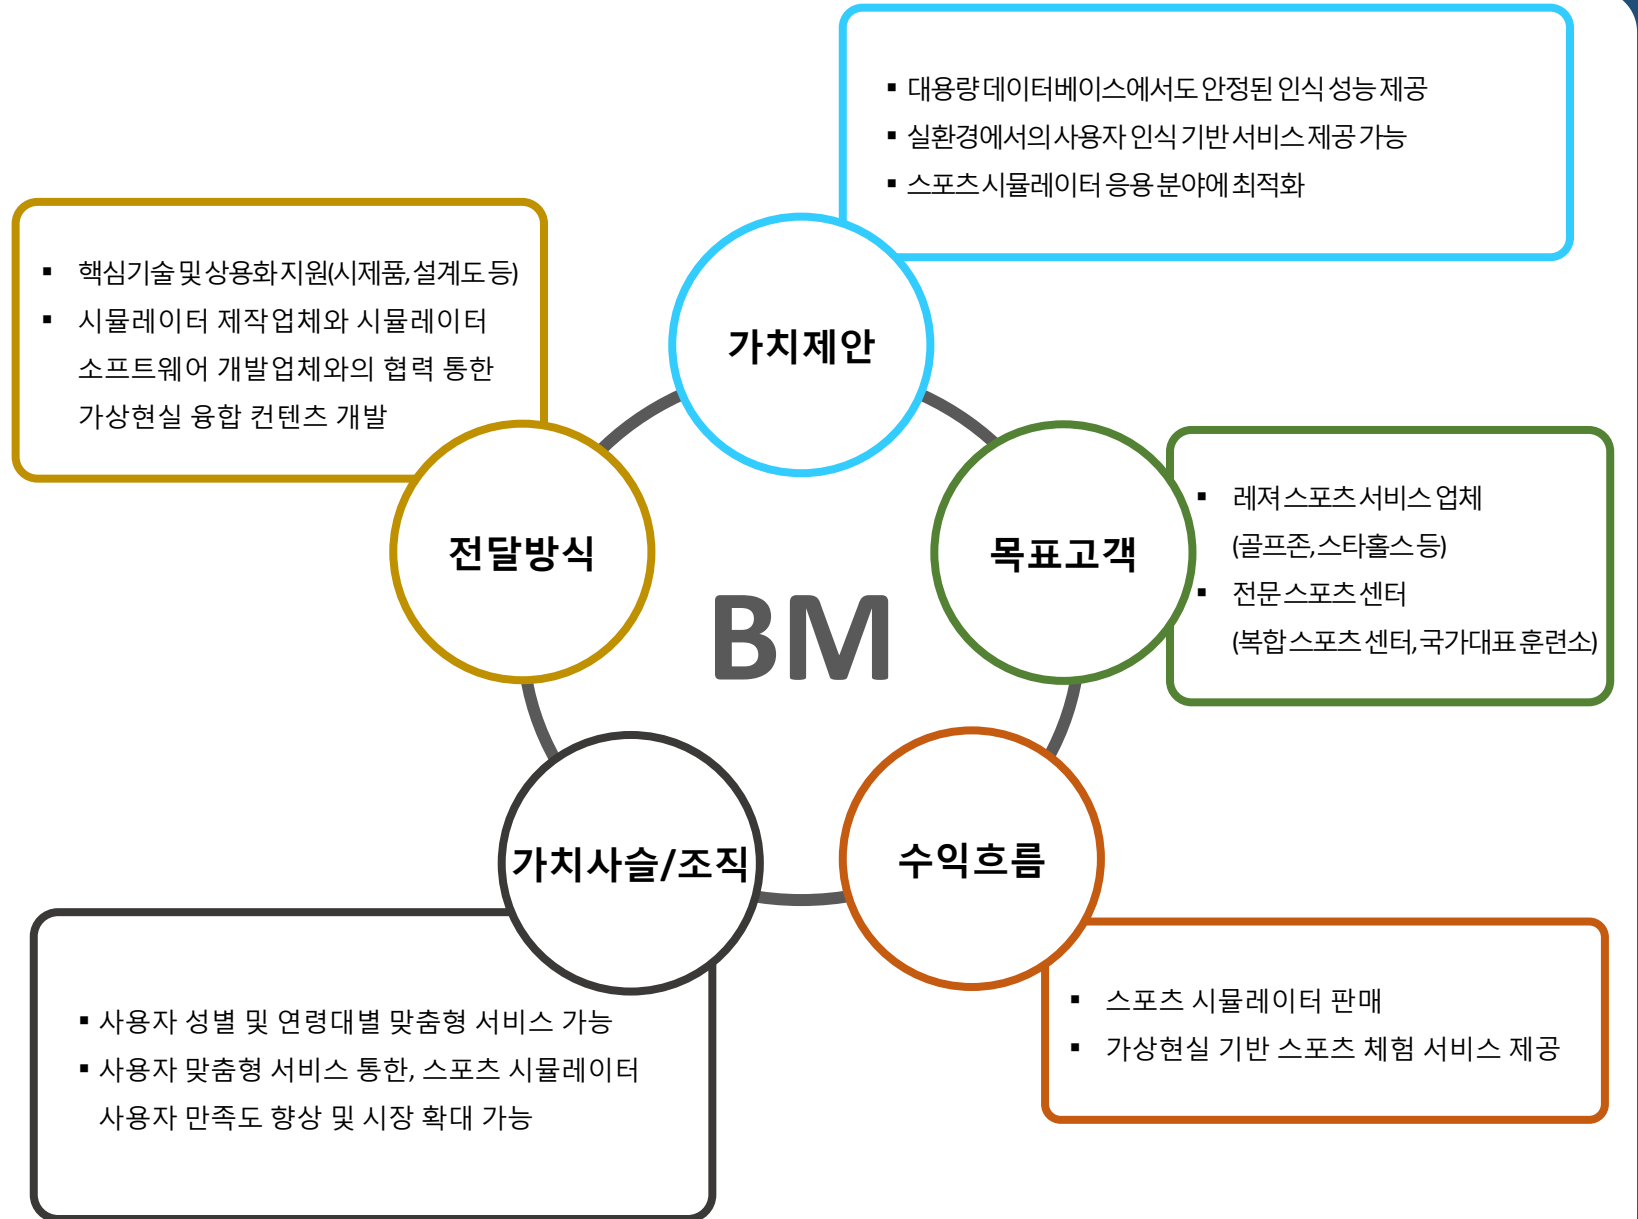 ▪ 대용량 데이터베이스에서도 안정된 인식 성능 제공
▪ 실환경에서의 사용자 인식 기반 서비스 제공 가능
▪ 스포츠 시뮬레이터 응용 분야에 최적화
가치제안
▪ 핵심기술 및 상용화 지원(시제품, 설계도 등)
▪ 시뮬레이터 제작업체와 시뮬레이터
소프트웨어 개발업체와의 협력 통한
가상현실 융합 컨텐츠 개발
전달방식
BM
목표고객
▪ 레져 스포츠 서비스 업체
(골프존, 스타홀스 등)
▪ 전문 스포츠 센터
(복합 스포츠 센터, 국가대표 훈련소)
가치사슬/조직
▪ 사용자 성별 및 연령대별 맞춤형 서비스 가능
▪ 사용자 맞춤형 서비스 통한, 스포츠 시뮬레이터
사용자 만족도 향상 및 시장 확대 가능
수익흐름
▪ 스포츠 시뮬레이터 판매
▪ 가상현실 기반 스포츠 체험 서비스 제공